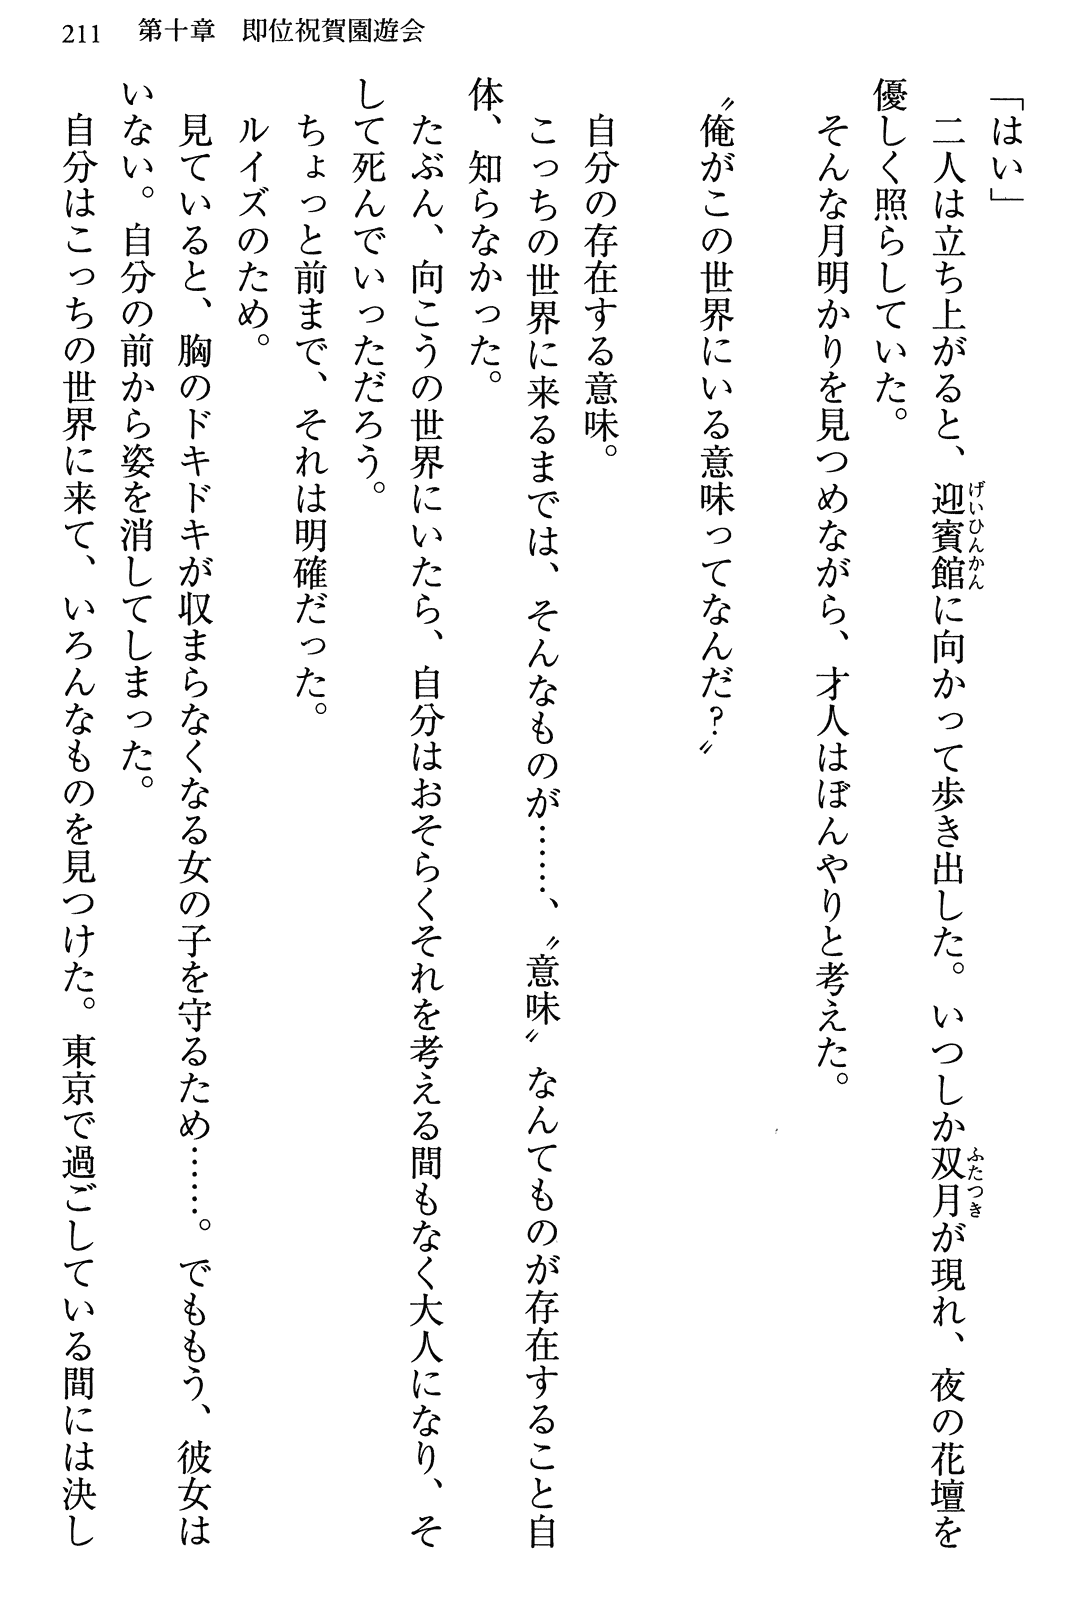 211　第十章　即位祝賀園遊会
「はい」
　二人は立ち上がると、迎賓館に向かって歩き出した。いつしか双月が現れ、夜の花壇を
げいひんかん
ふたつき
優しく照らしていた。
　そんな月明かりを見つめながら、才人はぼんやりと考えた。
〝俺がこの世界にいる意味ってなんだ？〟
　自分の存在する意味。
　こっちの世界に来るまでは、そんなものが……、〝意味〟なんてものが存在すること自
体、知らなかった。
　たぶん、向こうの世界にいたら、自分はおそらくそれを考える間もなく大人になり、そ
して死んでいっただろう。
　ちょっと前まで、それは明確だった。
　ルイズのため。
　見ていると、胸のドキドキが収まらなくなる女の子を守るため……。でももう、彼女は
いない。自分の前から姿を消してしまった。
　自分はこっちの世界に来て、いろんなものを見つけた。東京で過ごしている間には決し